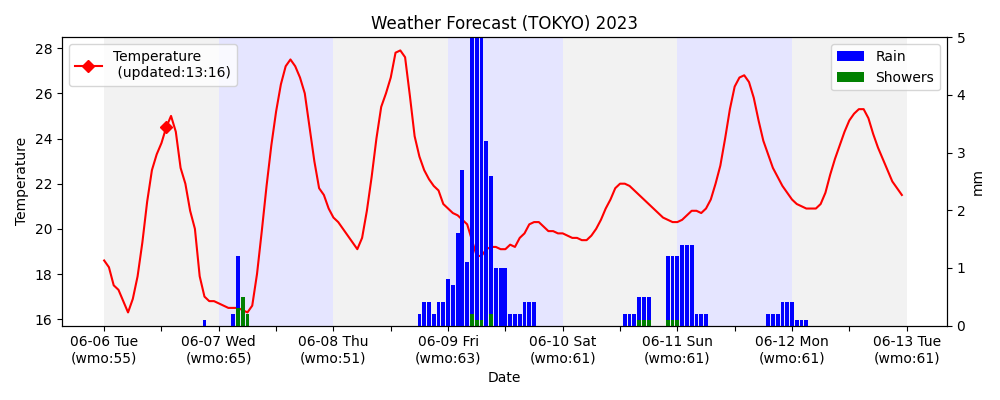 Weather Forecast (TOKYO) 2023
Temperature
(updated:13:16)
Rain
Showers
28
26
24
22
20
18
16
Temperature
5
4
3
2
1
0
mm
06-06 Tue
(wmo:55)
06-07 Wed
(wmo:65)
06-08 Thu
(wmo:51)
06-09 Fri
(wmo:63)
06-10 Sat
(wmo:61)
06-11 Sun
(wmo:61)
06-12 Mon
(wmo:61)
06-13 Tue
(wmo:61)
Date